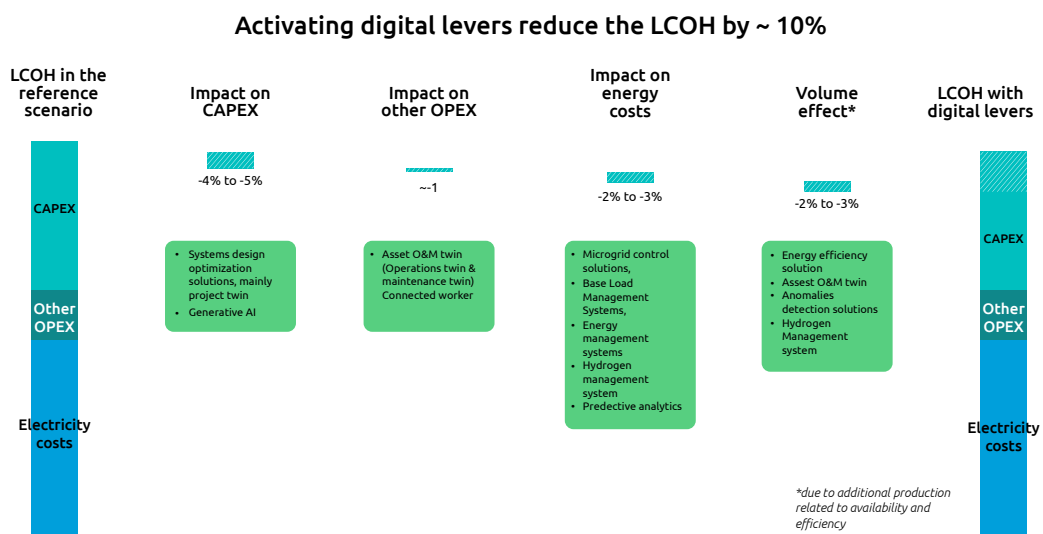 Activating digital levers reduce the LCOH by ~ 10%
LCOH in the
reference
scenario
CAPEX
Other
OPEX
Electricity
costs
Impact on
CAPEX
-4% to -5%
• Systems design
optimization
solutions, mainly
project twin
• Generative AI
Impact on
other OPEX
~-1
• Asset O&M twin
(Operations twin &
maintenance twin)
Connected worker
Impact on
energy
costs
-2% to -3%
• Microgrid control
solutions,
• Base Load
Management
Systems,
• Energy
management
systems
• Hydrogen
management
system
• Predective analytics
Volume
effect*
-2% to -3%
• Energy efficiency
solution
• Assest O&M twin
• Anomalies
detection solutions
• Hydrogen
Management
system
LCOH with
digital levers
CAPEX
Other
OPEX
Electricity
costs
*due to additional production
related to availability and
efficiency